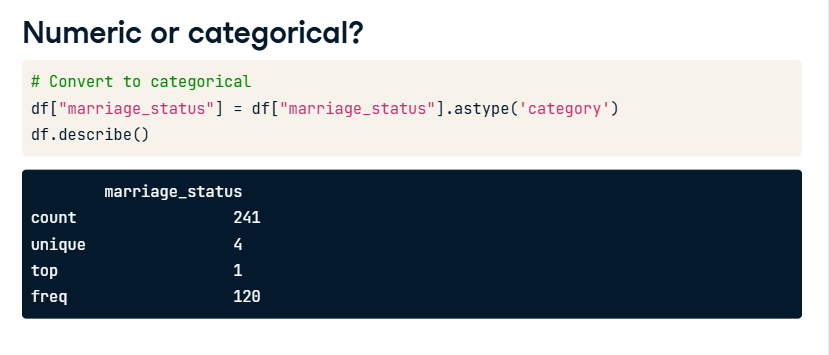 Numeric or categorical?
# Convert to categorical
df["marriage_status"] = df["marriage_status"].astype('category')
df.describe()
marriage_status
count 241
unique 4
top 1
freq 120